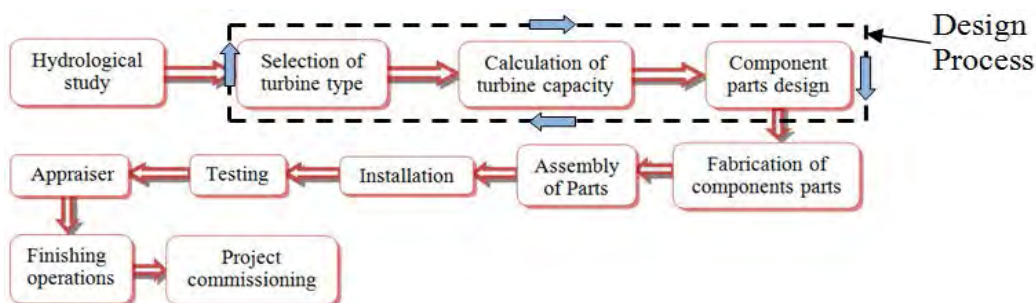 Hydrological
study
Selection of
turbine type
Calculation of
turbine capacity
Component
parts design
Design
Process
Fabrication of
components parts
Assembly
of Parts
Installation
Testing
Appraiser
Finishing
operations
Project
commissioning